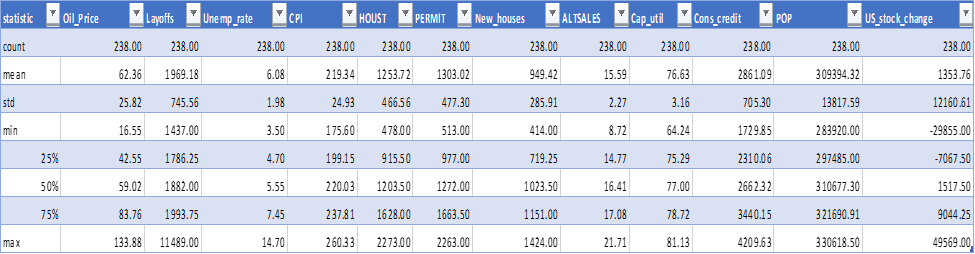 statistic Oil_Price Layoffs Unemp_rate CPI HOUST PERMIT New_houses ALTSALES Cap_util Cons_credit POP US_stock_change
count 238.00 238.00 238.00 238.00 238.00 238.00 238.00 238.00 238.00 238.00 238.00 238.00
mean 62.36 1969.18 6.08 219.34 1253.72 1303.02 949.42 15.59 76.63 2861.09 309394.32 1353.76
std 25.82 745.56 1.98 24.93 466.56 477.30 285.91 2.27 3.16 705.30 13817.59 12160.61
min 16.55 1437.00 3.50 175.60 478.00 513.00 414.00 8.72 64.24 1729.85 283920.00 -29855.00
25% 42.55 1786.25 4.70 199.15 915.50 977.00 719.25 14.77 75.29 2310.06 297485.00 -7067.50
50% 59.02 1882.00 5.55 220.03 1203.50 1272.00 1023.50 16.41 77.00 2662.32 310677.30 1517.50
75% 83.76 1993.75 7.45 237.81 1628.00 1663.50 1151.00 17.08 78.72 3440.15 321690.91 9044.25
max 133.88 11489.00 14.70 260.33 2273.00 2263.00 1424.00 21.71 81.13 4209.63 330618.50 49569.00